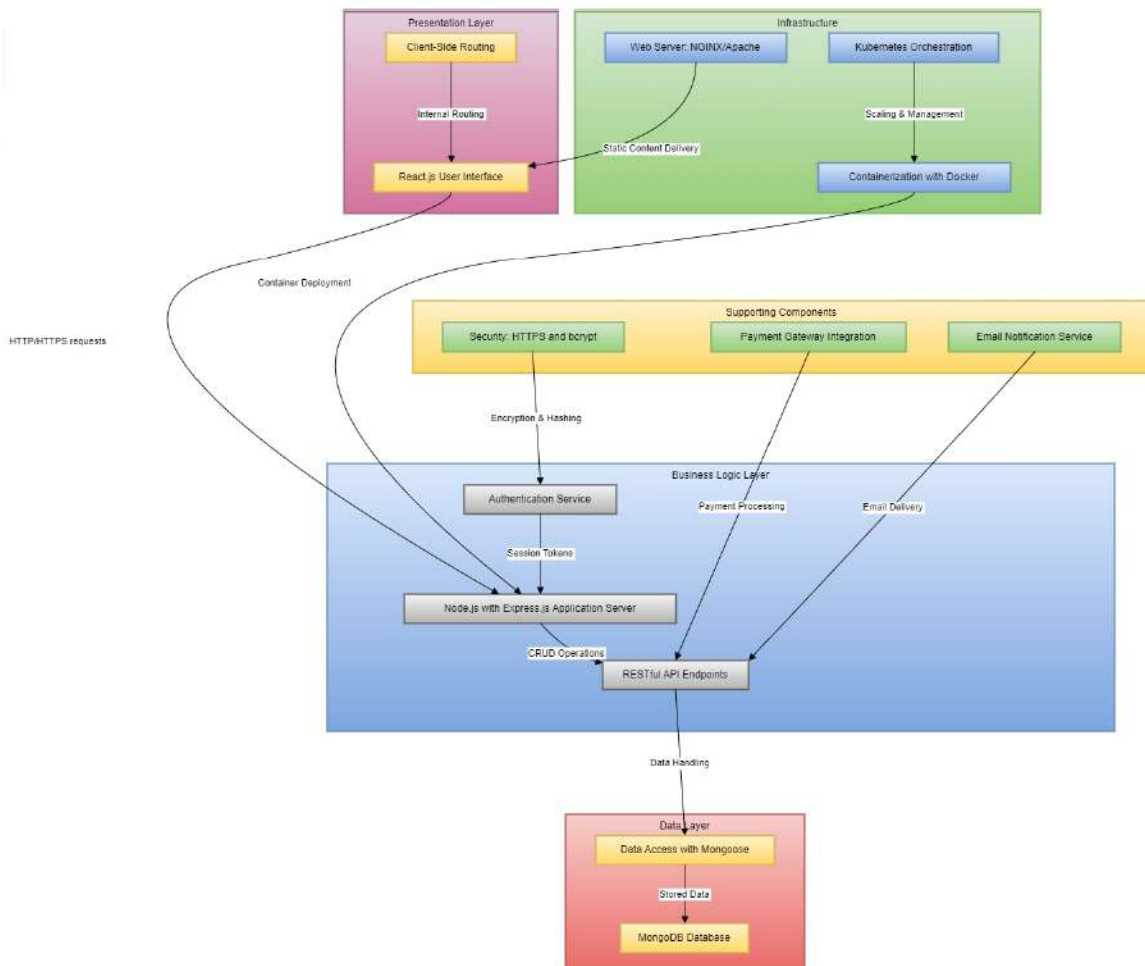 Presentation Layer
Client-Side Routing
Internal Routing
React.js User Interface
Infrastructure
Web Server: NGINX/Apache
Kubernetes Orchestration
Scaling & Management
Static Content Delivery
Containerization with Docker
Container Deployment
HTTP/HTTPS requests
Supporting Components
Security: HTTPS and bcrypt
Payment Gateway Integration
Email Notification Service
Encryption & Hashing
Business Logic Layer
Authentication Service
Payment Processing
Email Delivery
Session Tokens
Node.js with Express.js Application Server
CRUD Operations
RESTful API Endpoints
Data Handling
Data Layer
Data Access with Mongoose
Stored Data
MongoDB Database